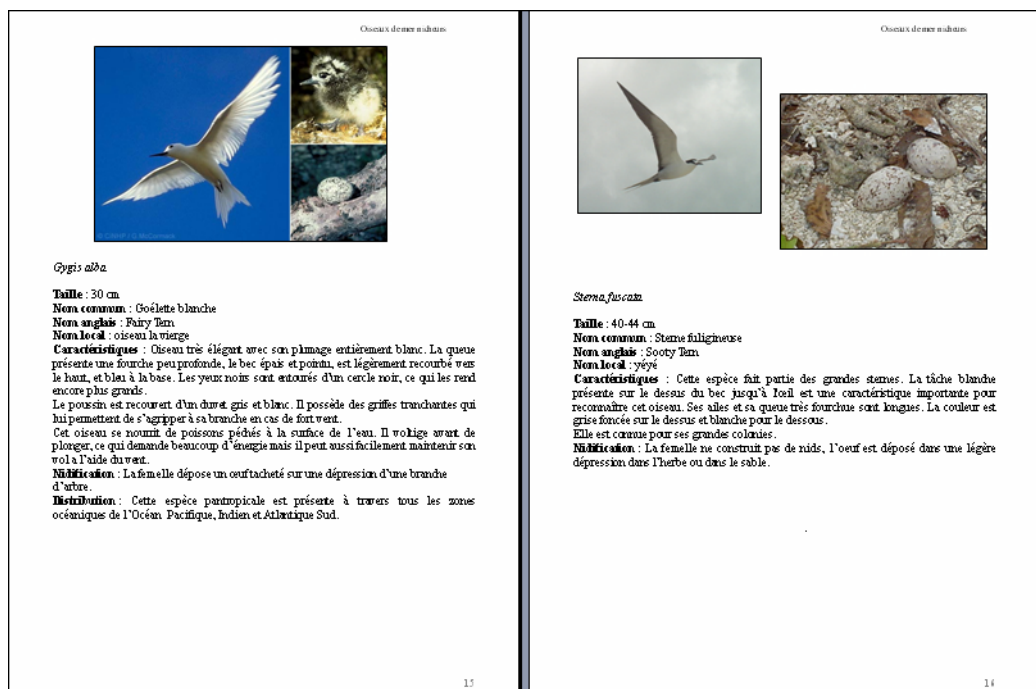 Oiseaux de mer nicheurs
© CINHP / G. McCormack
Gygis alba
Taille : 30 cm
Nom commun : Goélette blanche
Nom anglais : Fairy Tern
Nom local : oiseau la vierge
Caractéristiques : Oiseau très élégant avec son plumage entièrement blanc. La queue
présente une fourche peu profonde, le bec épais et pointu, est légèrement recourbé vers
le haut, et bleu à la base. Les yeux noirs sont entourés d'un cercle noir, ce qui les rend
encore plus grands.
Le poussin est recouvert d'un duvet gris et blanc. Il possède des griffes tranchantes qui
lui permettent de s'agripper à sa branche en cas de fort vent.
Cet oiseau se nourrit de poissons péchés à la surface de l'eau. Il voltige avant de
plonger, ce qui demande beaucoup d'énergie mais il peut aussi facilement maintenir son
vol a l'aide du vent.
Nidification : La femelle dépose un œuf tacheté sur une dépression d'une branche
d'arbre.
Distribution : Cette espèce pantropicale est présente à travers tous les zones
océaniques de l'Océan Pacifique, Indien et Atlantique Sud.
15
Oiseaux de mer nicheurs
Sterna fuscata
Taille : 40-44 cm
Nom commun : Sterne fuligineuse
Nom anglais : Sooty Tern
Nom local : yéyé
Caractéristiques : Cette espèce fait partie des grandes sternes. La tâche blanche
présente sur le dessus du bec jusqu'à l'œil est une caractéristique importante pour
reconnaître cet oiseau. Ses ailes et sa queue très fourchue sont longues. La couleur est
grise foncée sur le dessus et blanche pour le dessous.
Elle est connue pour ses grandes colonies.
Nidification : La femelle ne construit pas de nids, l'oeuf est déposé dans une légère
dépression dans l'herbe ou dans le sable.
16